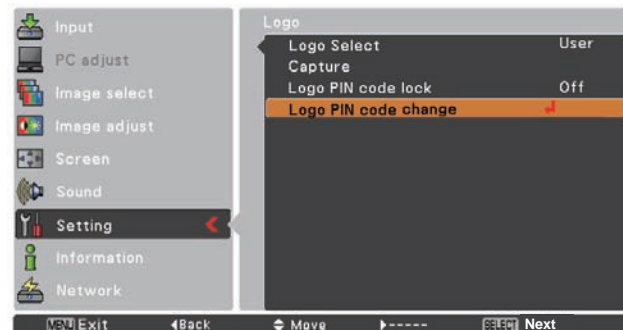 Input
PC adjust
Image select
Image adjust
Screen
Sound
Setting
Information
Network
Logo
Logo Select User
Capture
Logo PIN code lock Off
Logo PIN code change
MENU Exit ◀Back Move ▶----- SELECT Next